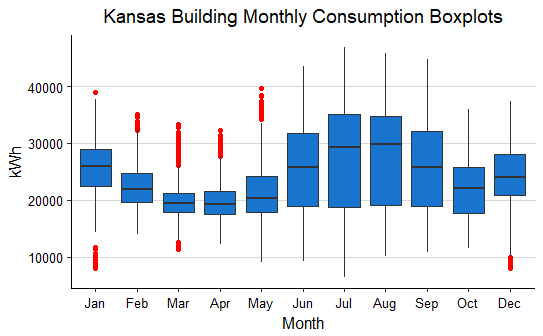 Kansas Building Monthly Consumption Boxplots
kWh
40000
30000
20000
10000
Jan Feb Mar Apr May Jun Jul Aug Sep Oct Dec
Month